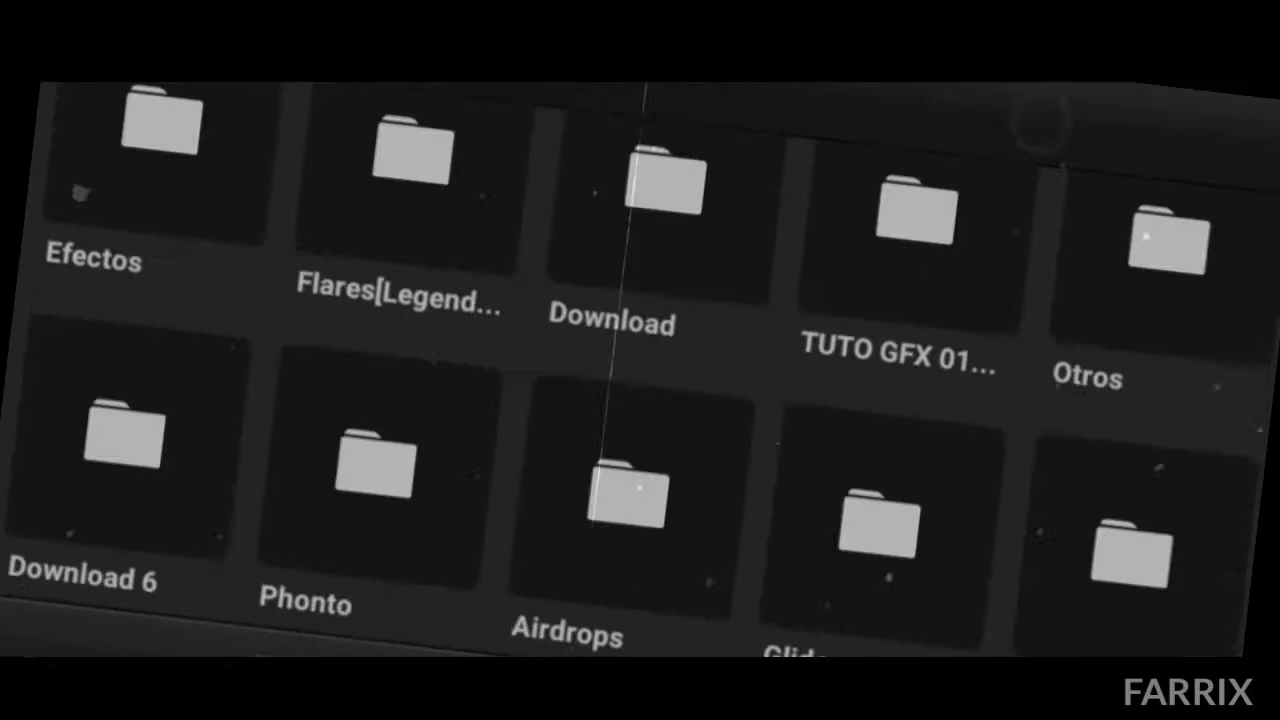 Efectos
Flares[Legend...
Download
TUTO GFX 01...
Otros
Download 6
Phonto
Airdrops
FARRIX